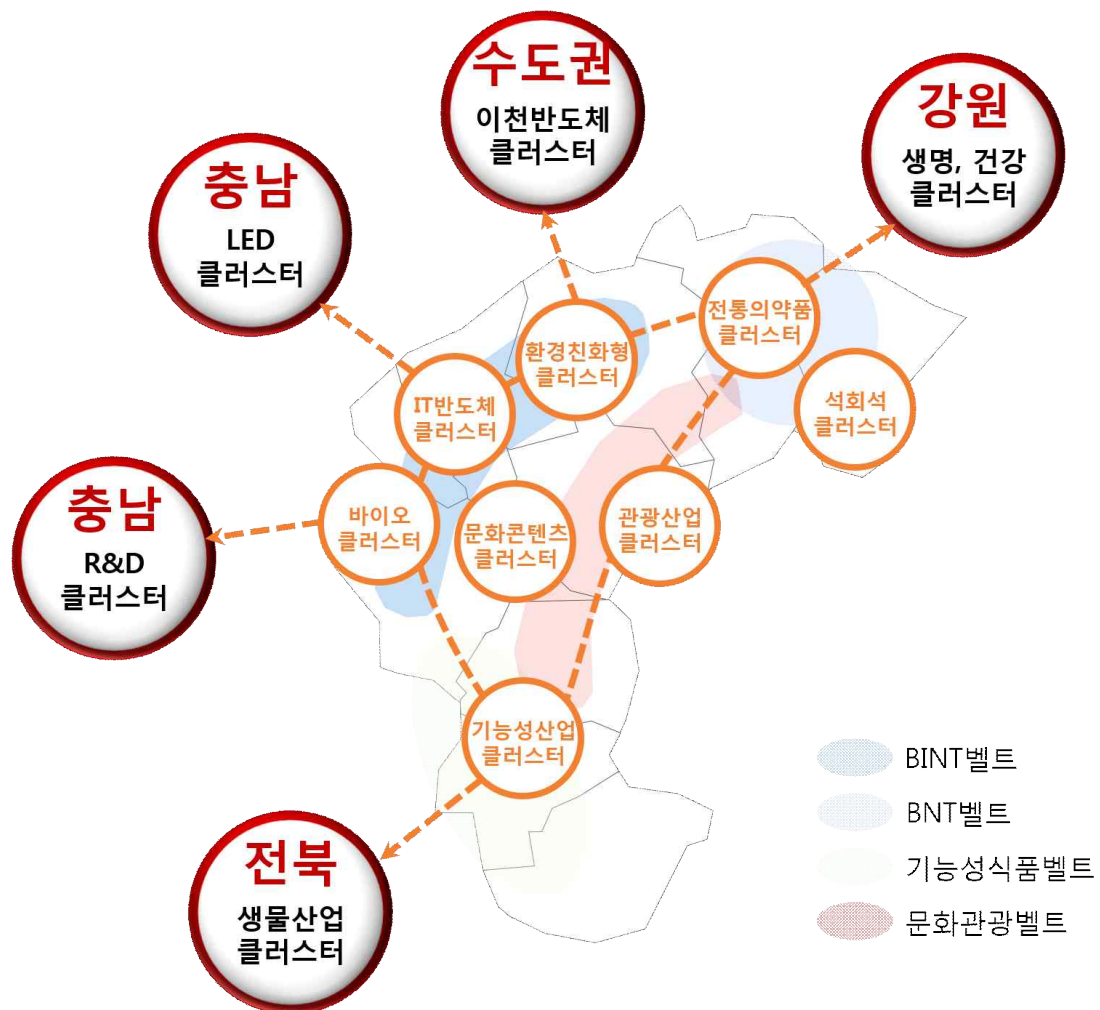 수도권
이천반도체
클러스터
강원
생명, 건강
클러스터
충남
LED
클러스터
전통의약품
클러스터
환경친화형
클러스터
IT반도체
클러스터
석회석
클러스터
충남
R&D
클러스터
바이오
클러스터
문화콘텐츠
클러스터
관광산업
클러스터
기능성산업
클러스터
전북
생물산업
클러스터
BINT벨트
BNT벨트
기능성식품벨트
문화관광벨트